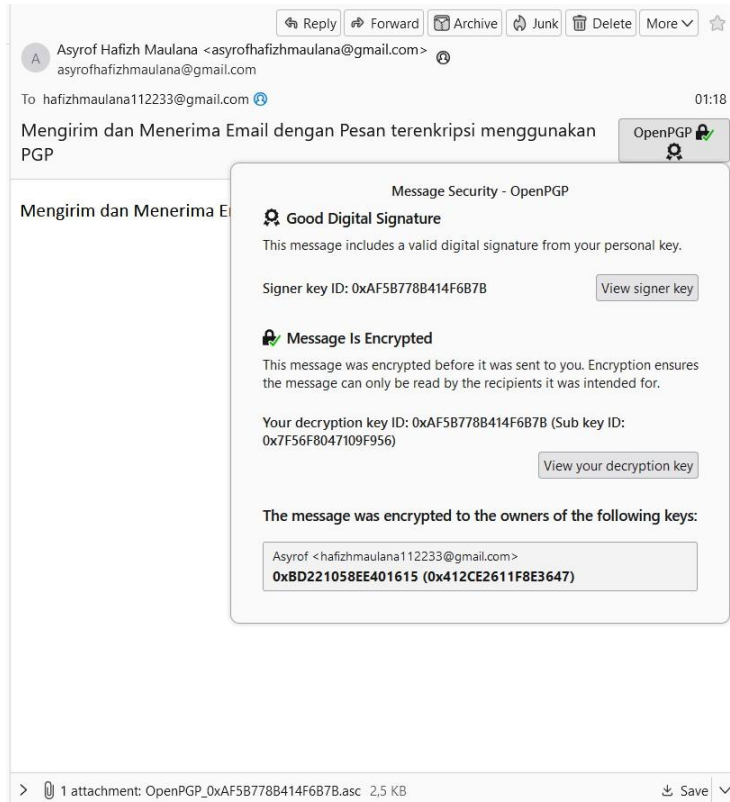 Reply Forward Archive Junk Delete More
A
Asyrof Hafizh Maulana <asyrofhafizhmaulana@gmail.com>
asyrofhafizhmaulana@gmail.com
To hafizhmaulana112233@gmail.com 01:18
Mengirim dan Menerima Email dengan Pesan terenkripsi menggunakan
PGP
OpenPGP
Mengirim dan Menerima E
Message Security - OpenPGP
Good Digital Signature
This message includes a valid digital signature from your personal key.
Signer key ID: 0xAF5B778B414F6B7B View signer key
Message Is Encrypted
This message was encrypted before it was sent to you. Encryption ensures
the message can only be read by the recipients it was intended for.
Your decryption key ID: 0xAF5B778B414F6B7B (Sub key ID:
0x7F56F8047109F956)
View your decryption key
The message was encrypted to the owners of the following keys:
Asyrof <hafizhmaulana112233@gmail.com>
0xBD221058EE401615 (0x412CE2611F8E3647)
1 attachment: OpenPGP_0xAF5B778B414F6B7B.asc 2,5 KB Save